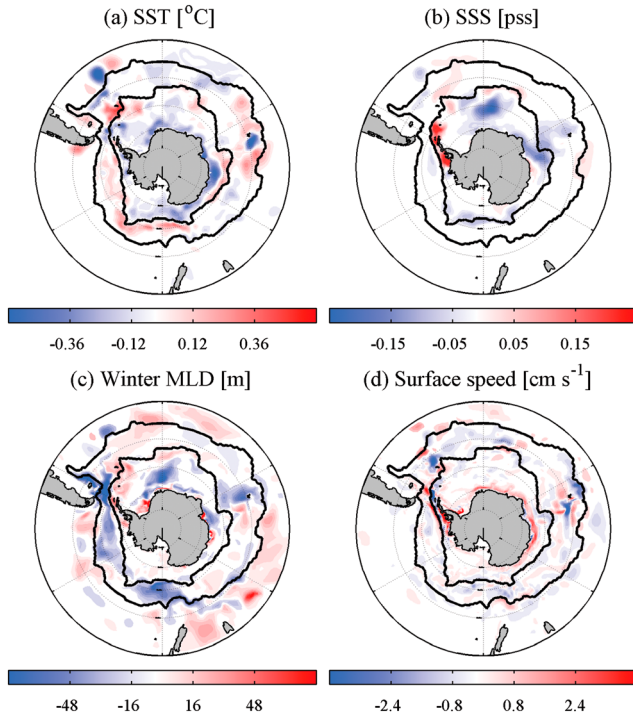 (a) SST [°C]
(b) SSS [pss]
-0.36 -0.12 0.12 0.36
-0.15 -0.05 0.05 0.15
(c) Winter MLD [m]
(d) Surface speed [cm s⁻¹]
-48 -16 16 48
-2.4 -0.8 0.8 2.4